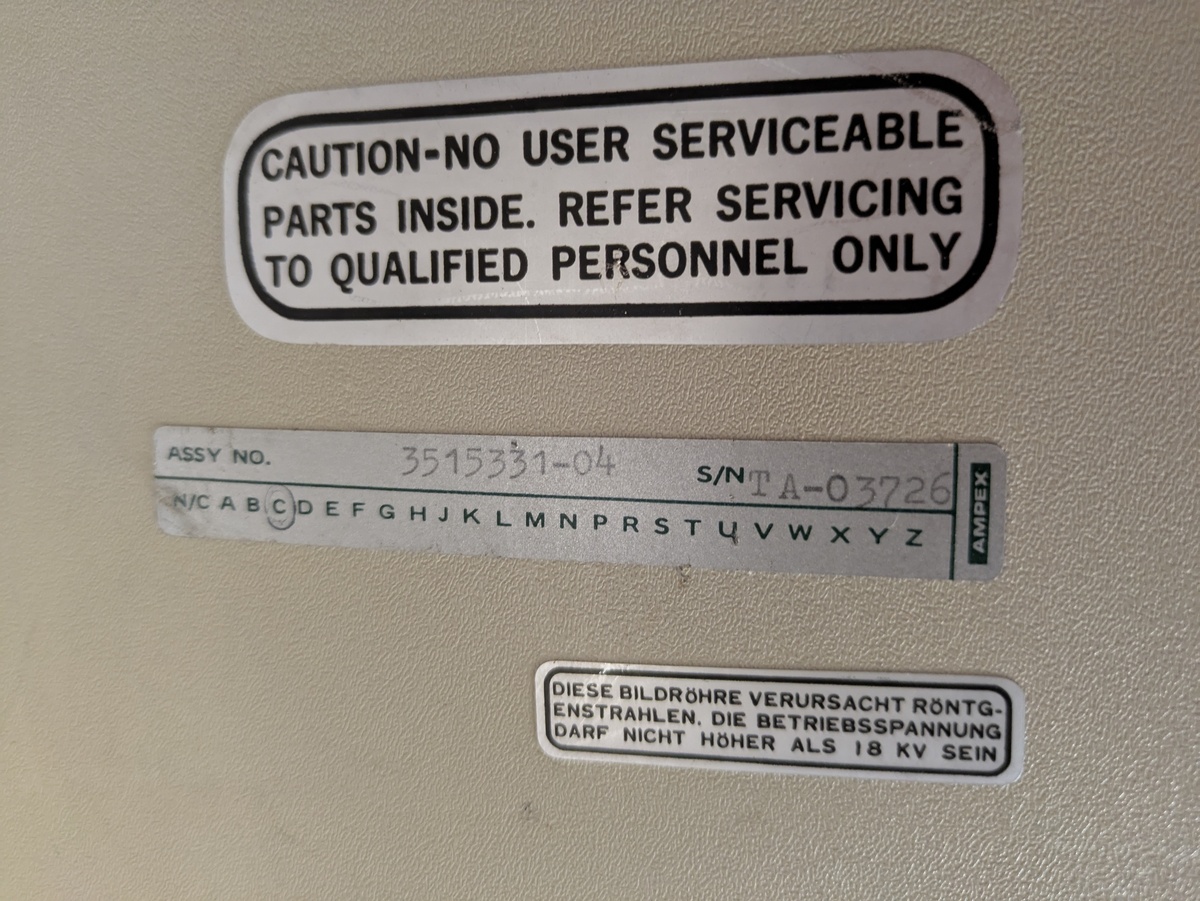 CAUTION-NO USER SERVICEABLE
PARTS INSIDE. REFER SERVICING
TO QUALIFIED PERSONNEL ONLY
ASSY NO. 3515331-04 S/N TA-03726
N/C A B C D E F G H J K L M N P R S T U V W X Y Z
AMPEX
DIESE BILDRÖHRE VERURSACHT RÖNTG-
ENSTRAHLEN. DIE BETRIEBSSPANNUNG
DARF NICHT HÖHER ALS 18 KV SEIN